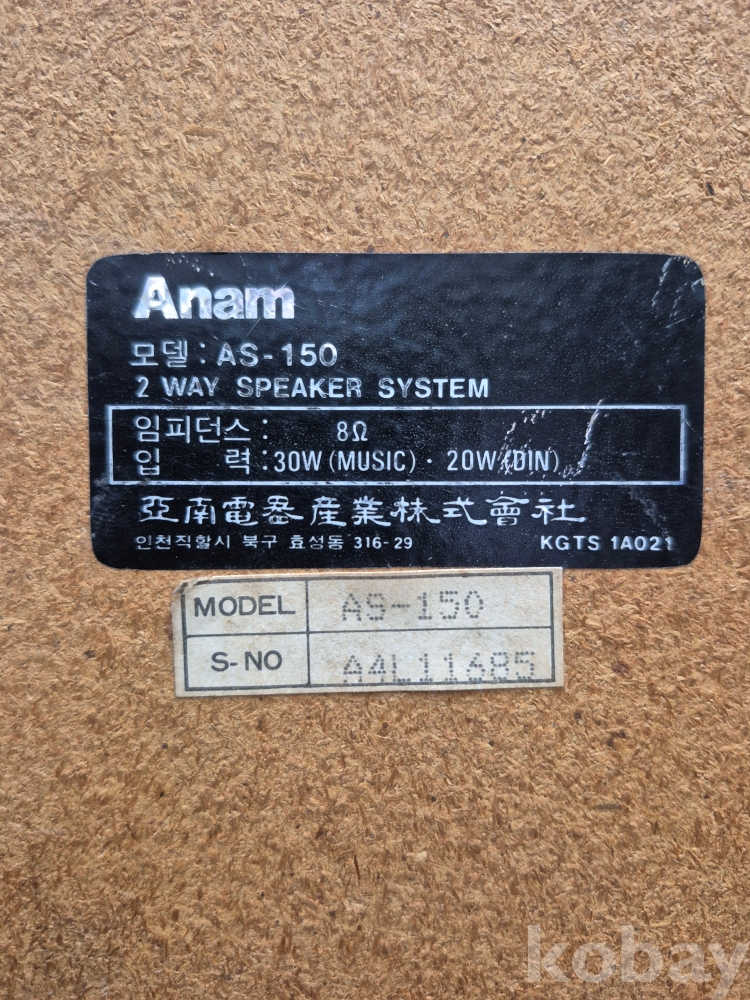 Anam
모델 : AS-150
2 WAY SPEAKER SYSTEM
임피던스 : 8Ω
입 력 : 30W (MUSIC) · 20W (DIN)
亞南電器産業株式會社
인천직할시 북구 효성동 316-29 KGTS 1A021
MODEL AS-150
S-NO A4L11685
kobay